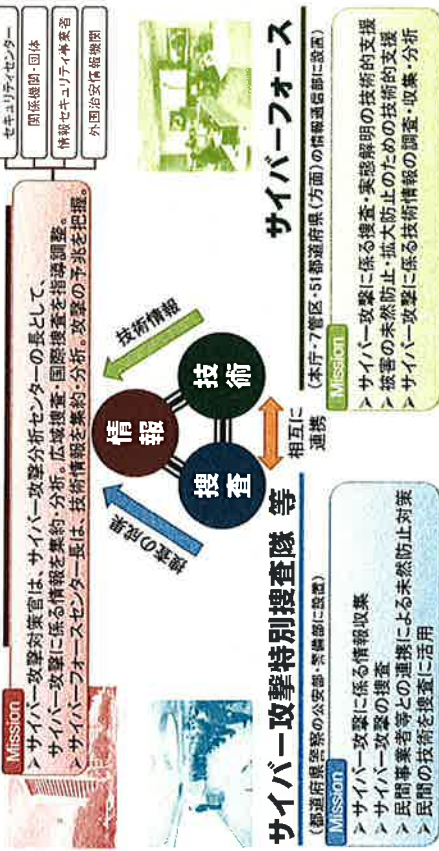 セキュリティセンター
関係機関・団体
情報セキュリティ事業者
外国治安情報機関
Mission
> サイバー攻撃対策官は、サイバー攻撃分析センターの長として、
サイバー攻撃に係る情報を集約・分析。広域捜査・国際捜査を指導調整。
> サイバーフォースセンター長は、技術情報を集約・分析。攻撃の予兆を把握。
捜査の成果
技術情報
情報
捜査
技術
相互に
連携
サイバー攻撃特別捜査隊 等
(都道府県警察の公安部・警備部に設置)
Mission
> サイバー攻撃に係る情報収集
> サイバー攻撃の捜査
> 民間事業者等との連携による未然防止対策
> 民間の技術を捜査に活用
サイバーフォース
(本庁・7管区・51都道府県(方面)の情報通信部に設置)
Mission
> サイバー攻撃に係る捜査・実態解明の技術的支援
> 被害の未然防止・拡大防止のための技術的支援
> サイバー攻撃に係る技術情報の調査・収集・分析